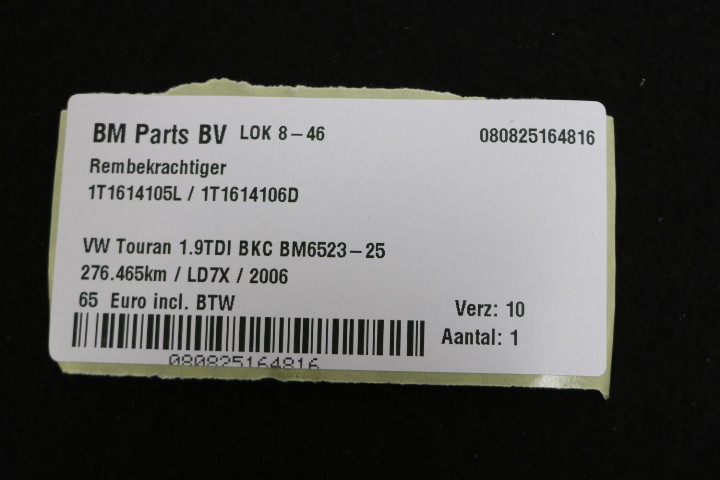 BM Parts BV LOK 8-46 080825164816
Rembekrachtiger
1T1614105L / 1T1614106D
VW Touran 1.9TDI BKC BM6523-25
276.465km / LD7X / 2006
65 Euro incl. BTW
Verz: 10
Aantal: 1
080825164816